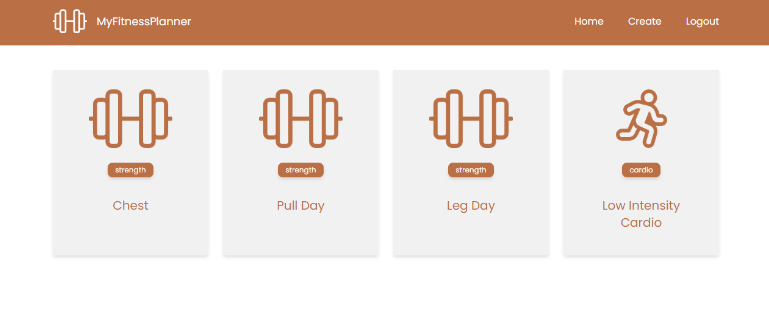 MyFitnessPlanner
Home
Create
Logout
strength
Chest
strength
Pull Day
strength
Leg Day
cardio
Low Intensity
Cardio